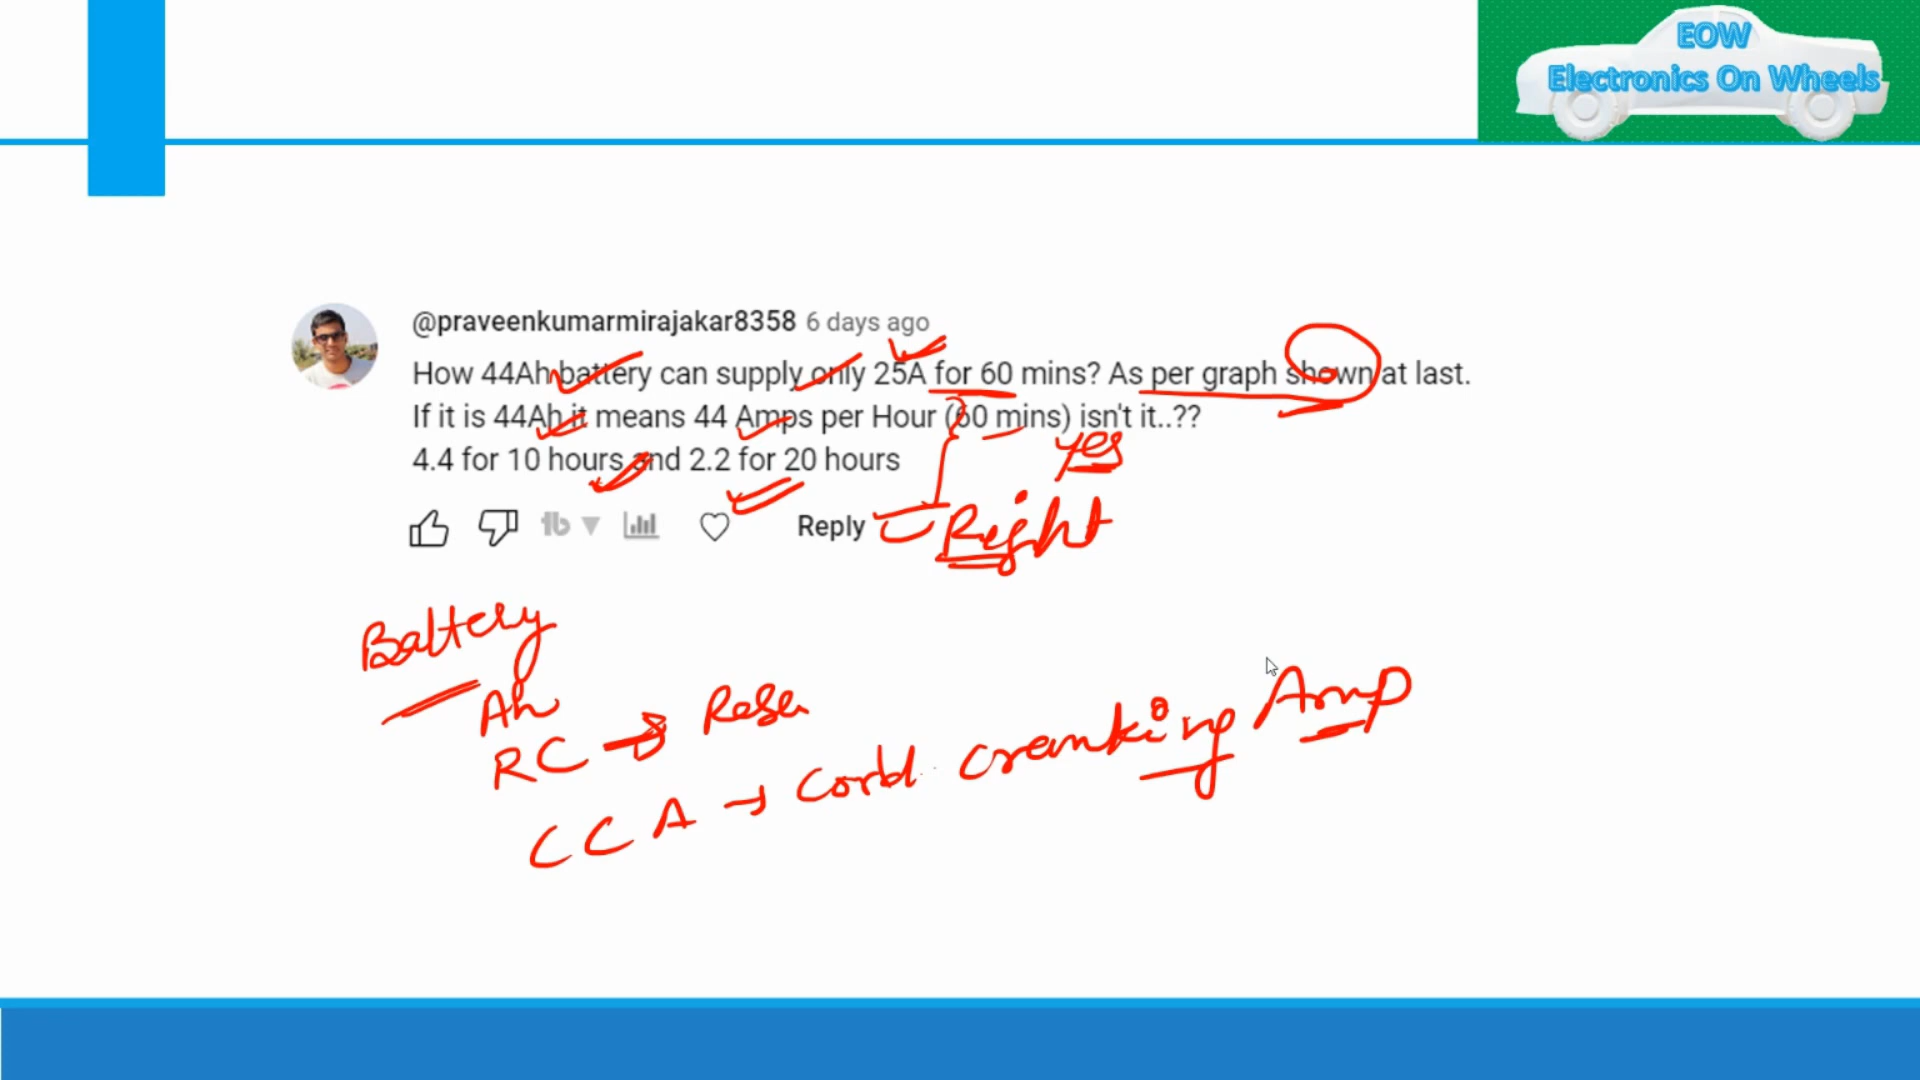 EOW
Electronics On Wheels
@praveenkumarmirajakar8358 6 days ago
How 44Ah battery can supply only 25A for 60 mins? As per graph shown at last.
If it is 44Ah it means 44 Amps per Hour (60 mins) isn't it..??
4.4 for 10 hours and 2.2 for 20 hours
yes
Reply
Right
Battery
Ah
RC → Rese
CCA → Cord cranking Amp